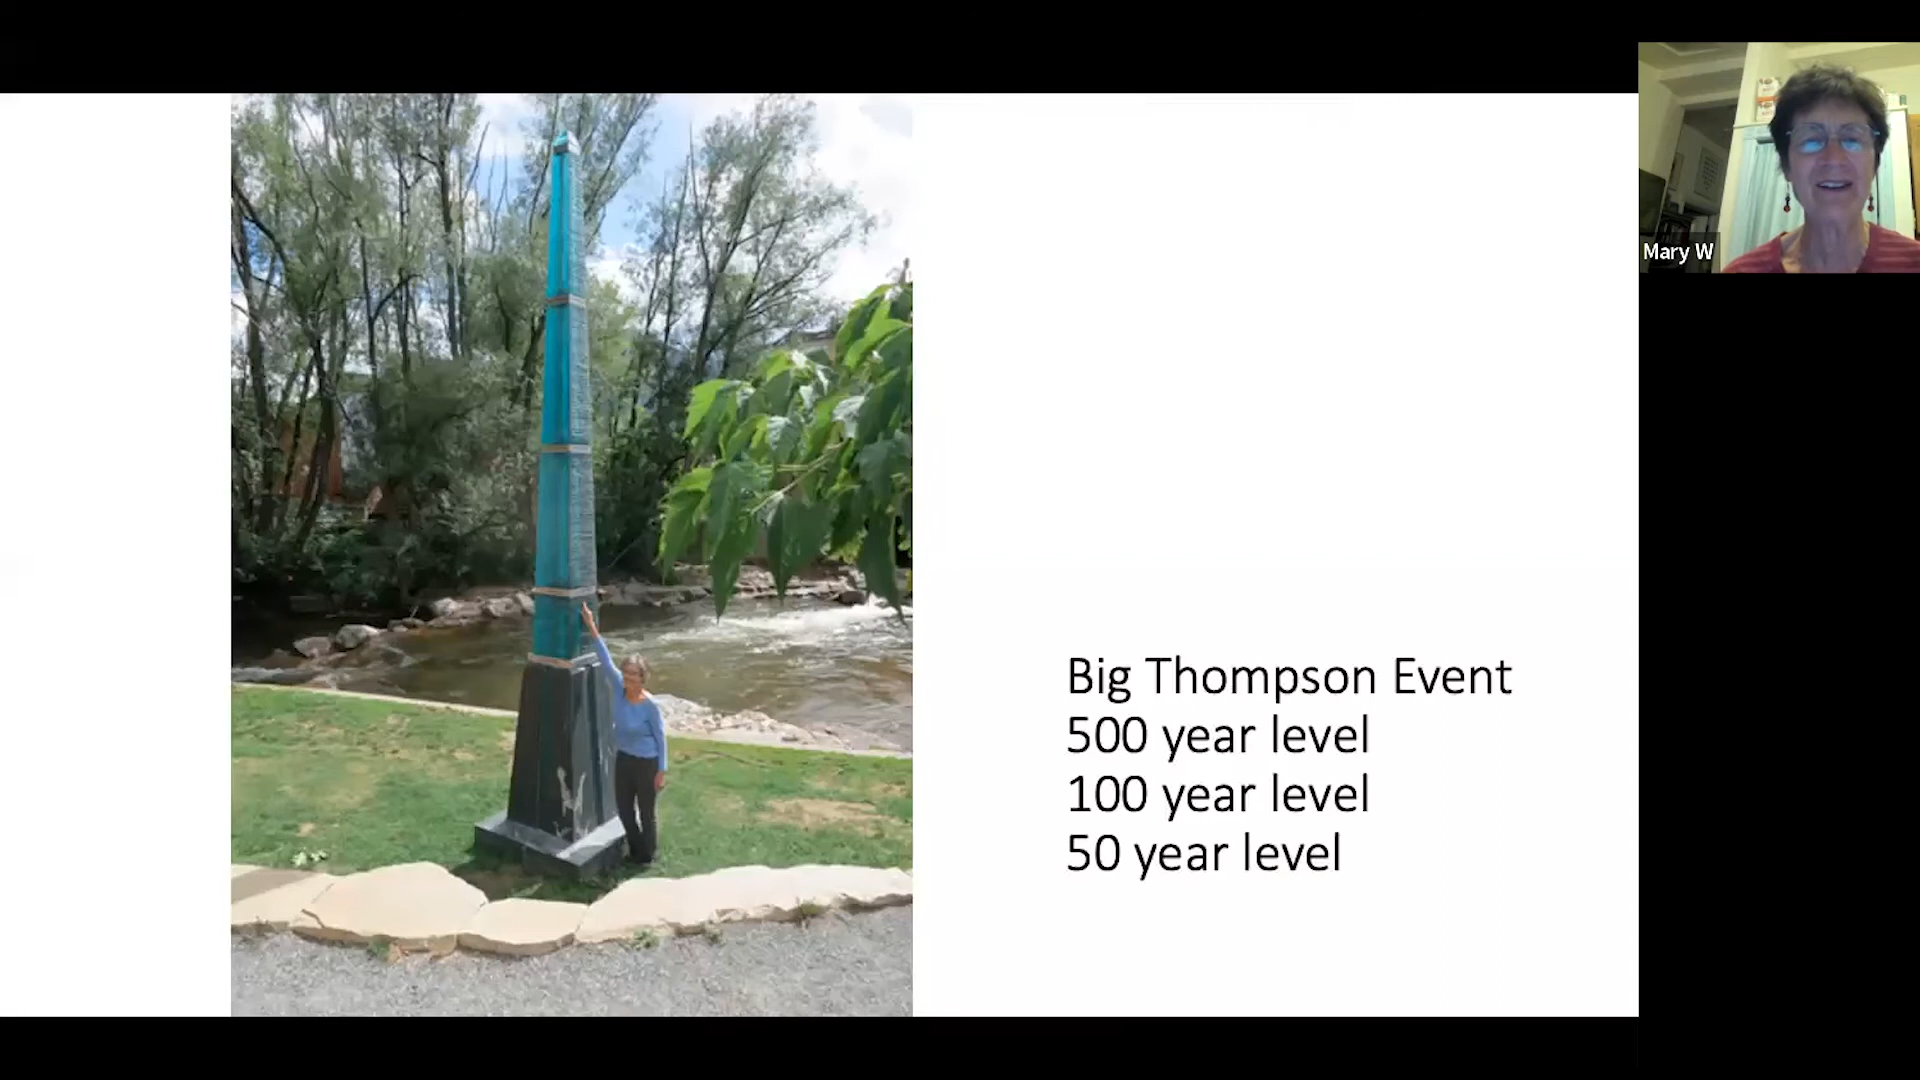 Big Thompson Event
500 year level
100 year level
50 year level
Mary W